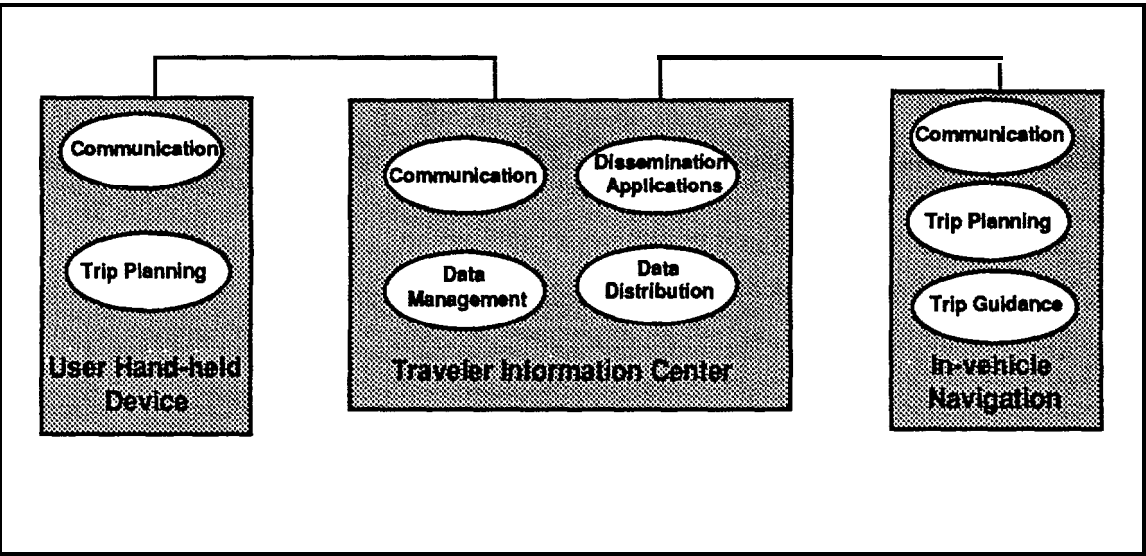 Communication
Trip Planning
User Hand-held
Device
Communication
Dissemination
Applications
Data
Management
Data
Distribution
Traveler Information Center
Communication
Trip Planning
Trip Guidance
In-vehicle
Navigation